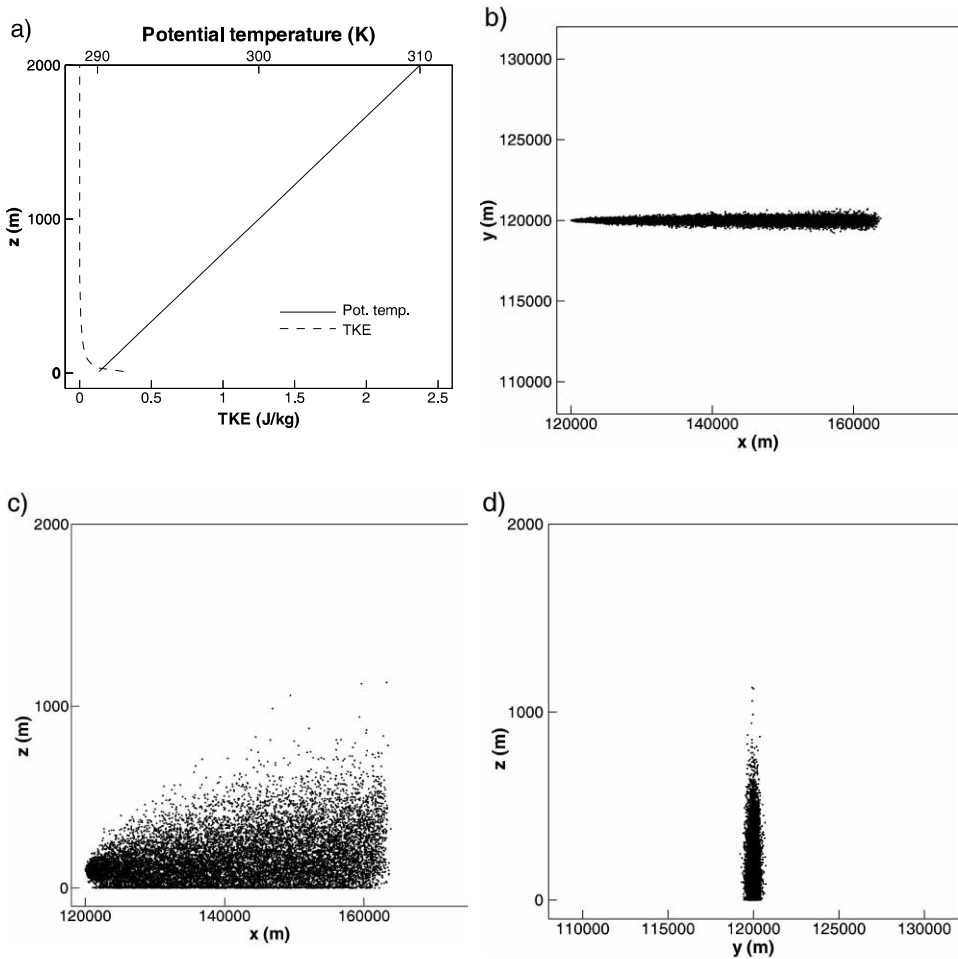 a)
Potential temperature (K)
290 300 310
2000
1000
0
z (m)
Pot. temp.
TKE
0 0.5 1 1.5 2 2.5
TKE (J/kg)
b)
130000
125000
120000
115000
110000
y (m)
120000 140000 160000
x (m)
c)
2000
1000
0
z (m)
120000 140000 160000
x (m)
d)
2000
1000
0
z (m)
110000 115000 120000 125000 130000
y (m)